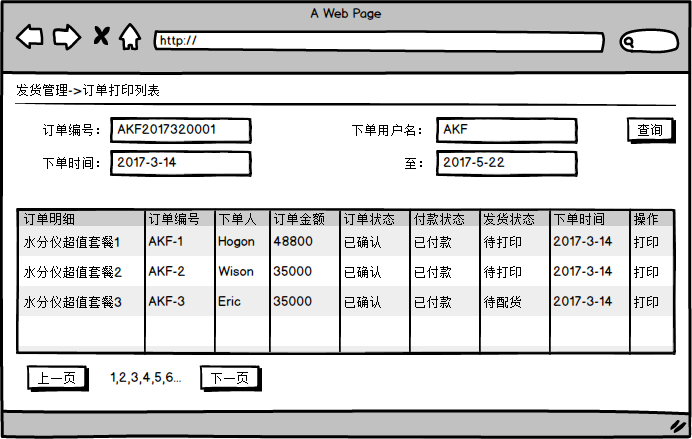 A Web Page
http://
发货管理->订单打印列表
订单编号： AKF2017320001 下单用户名： AKF 查询
下单时间： 2017-3-14 至： 2017-5-22
订单明细 订单编号 下单人 订单金额 订单状态 付款状态 发货状态 下单时间 操作
水分仪超值套餐1 AKF-1 Hogon 48800 已确认 已付款 待打印 2017-3-14 打印
水分仪超值套餐2 AKF-2 Wison 35000 已确认 已付款 待打印 2017-3-14 打印
水分仪超值套餐3 AKF-3 Eric 35000 已确认 已付款 待配货 2017-3-14 打印
上一页 1,2,3,4,5,6... 下一页